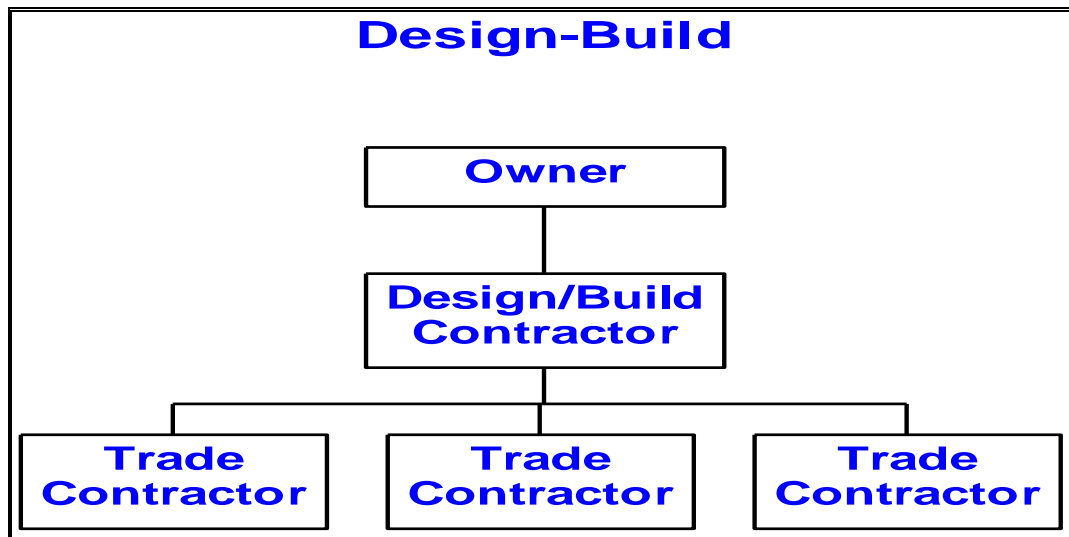 Design-Build
Owner
Design/Build
Contractor
Trade
Contractor
Trade
Contractor
Trade
Contractor